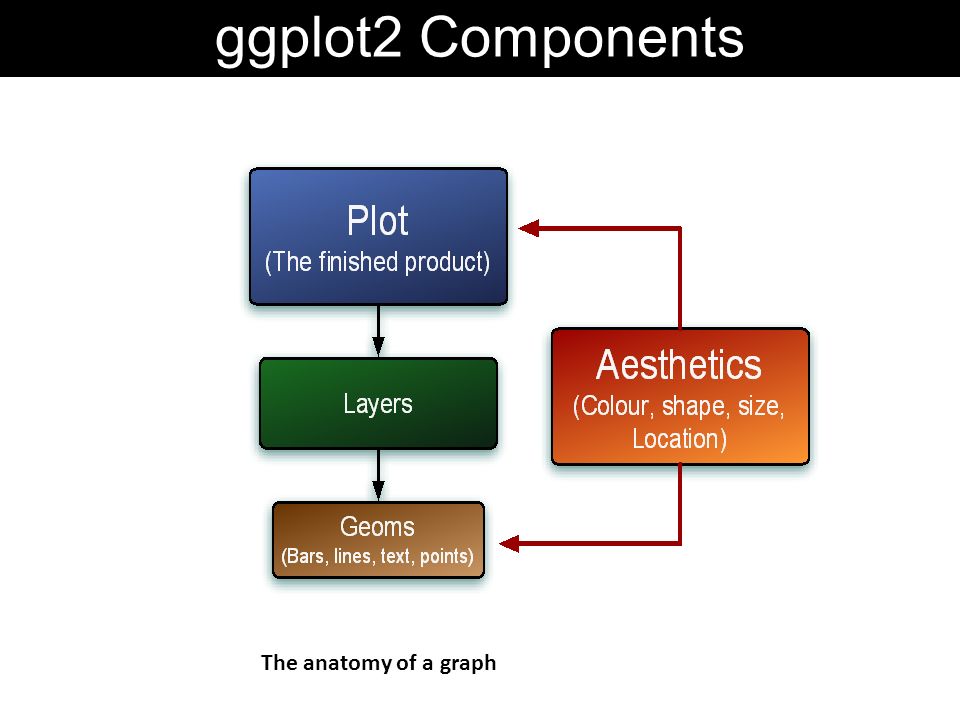 ggplot2 Components
Plot
(The finished product)
Layers
Geoms
(Bars, lines, text, points)
Aesthetics
(Colour, shape, size,
Location)
The anatomy of a graph